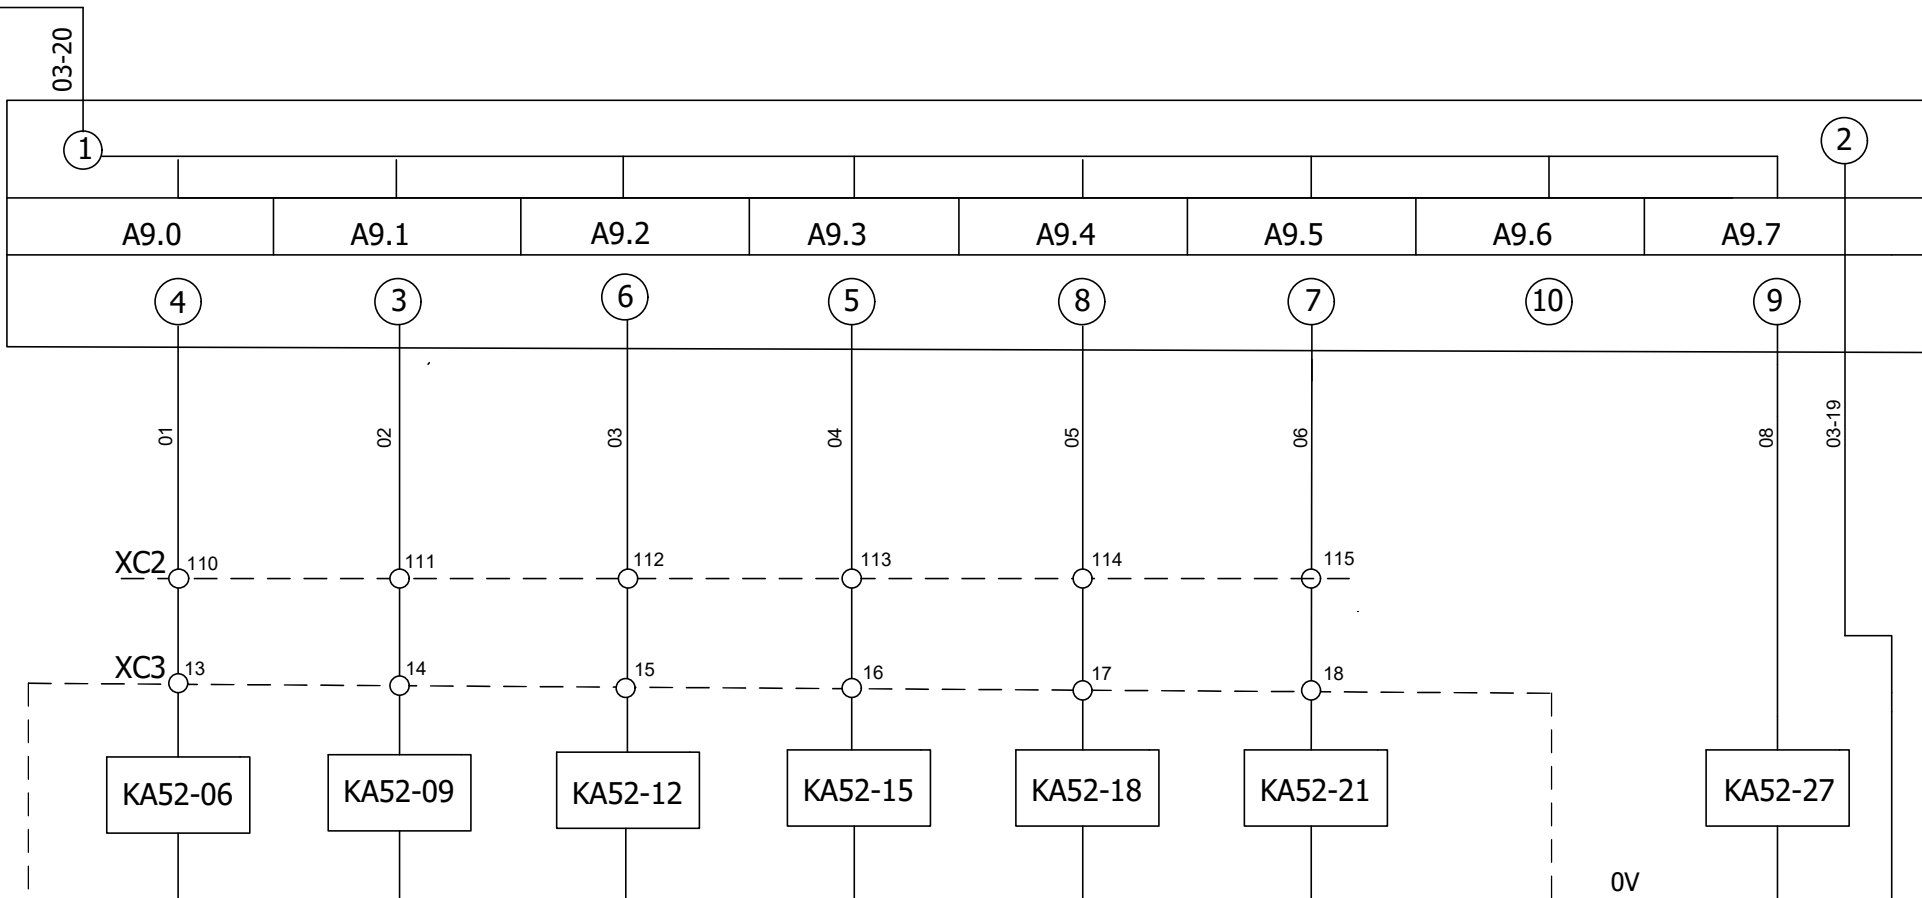 03-20
1
2
A9.0 A9.1 A9.2 A9.3 A9.4 A9.5 A9.6 A9.7
4 3 6 5 8 7 10 9
01 02 03 04 05 06 08 03-19
XC2 110 111 112 113 114 115
XC3 13 14 15 16 17 18
KA52-06 KA52-09 KA52-12 KA52-15 KA52-18 KA52-21 KA52-27
0V